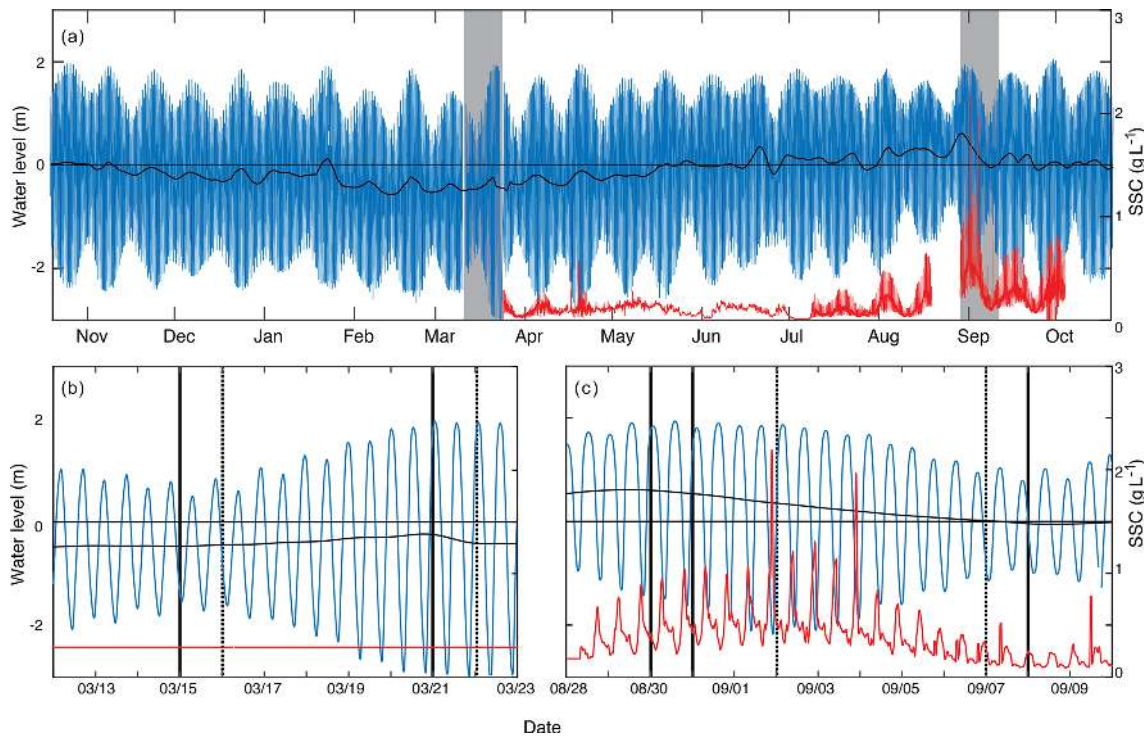 (a)
3
2
1
0
2
0
-2
Water level (m)
SSC (g L-1)
Nov Dec Jan Feb Mar Apr May Jun Jul Aug Sep Oct
(b)
2
0
-2
Water level (m)
03/13 03/15 03/17 03/19 03/21 03/23
(c)
3
2
1
0
SSC (g L-1)
08/28 08/30 09/01 09/03 09/05 09/07 09/09
Date